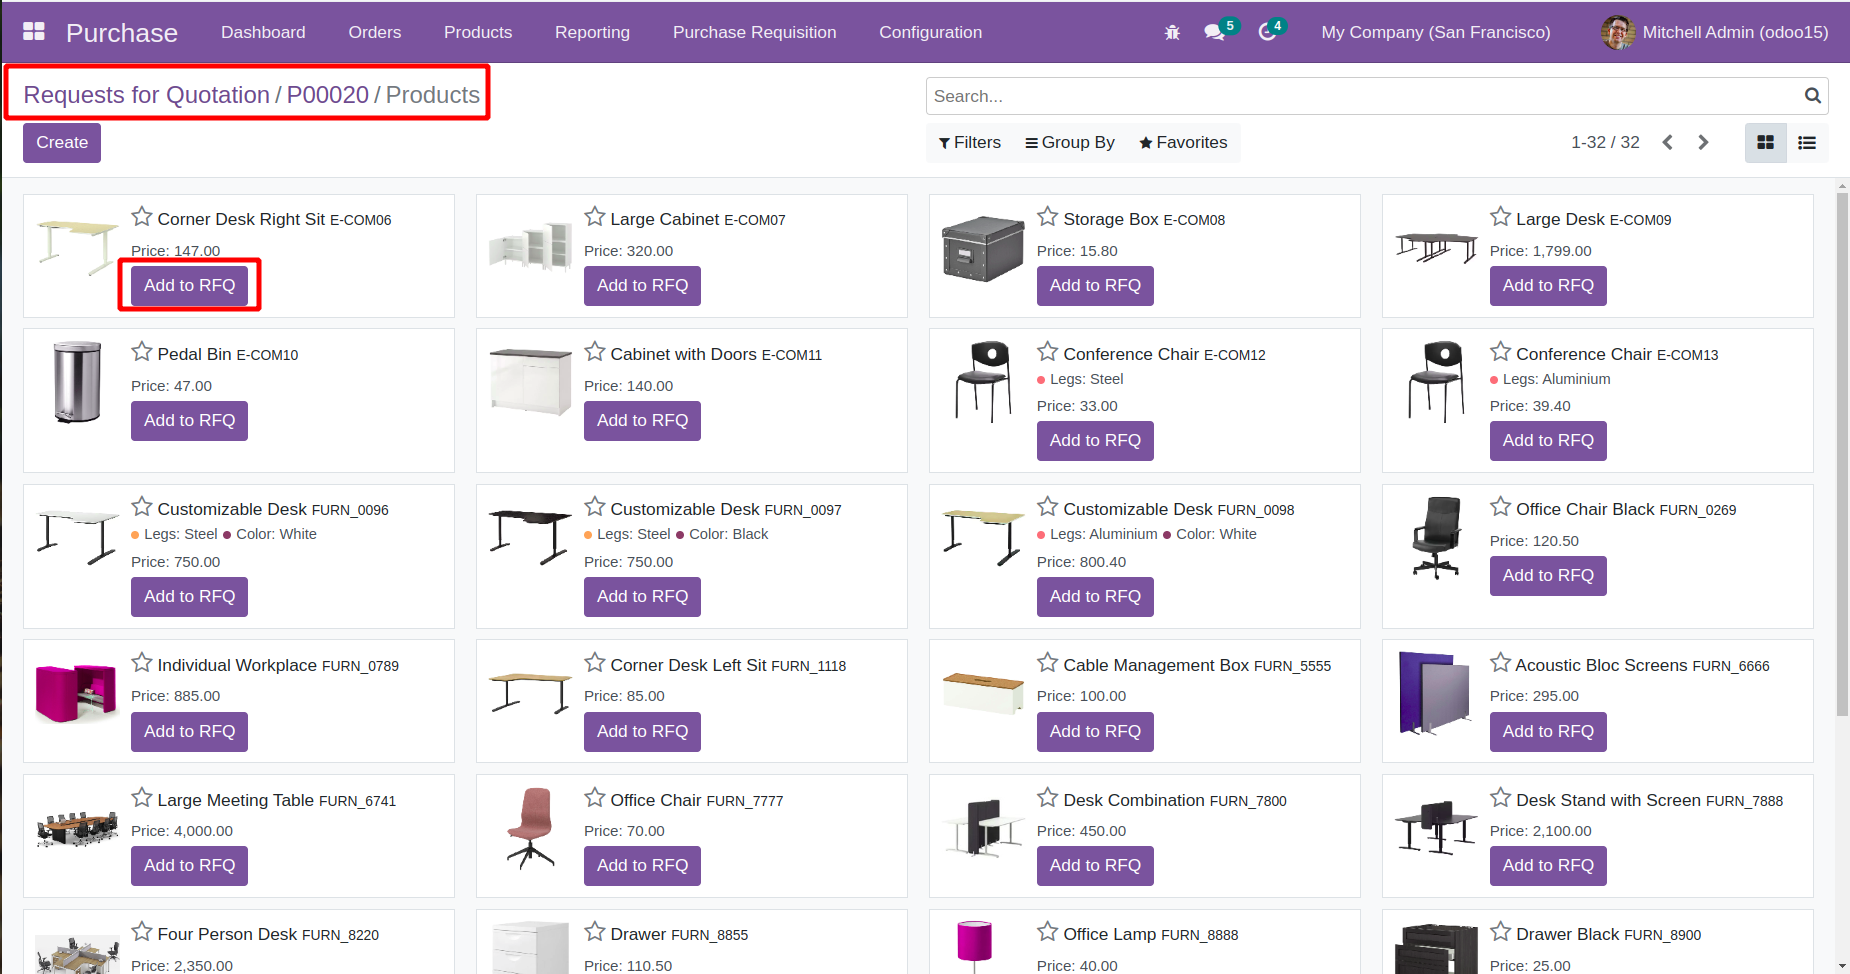 Purchase Dashboard Orders Products Reporting Purchase Requisition Configuration 5 4 My Company (San Francisco) Mitchell Admin (odoo15)
Requests for Quotation / P00020 / Products
Search...
Create
Filters Group By Favorites 1-32 / 32
Corner Desk Right Sit E-COM06
Price: 147.00
Add to RFQ
Large Cabinet E-COM07
Price: 320.00
Add to RFQ
Storage Box E-COM08
Price: 15.80
Add to RFQ
Large Desk E-COM09
Price: 1,799.00
Add to RFQ
Pedal Bin E-COM10
Price: 47.00
Add to RFQ
Cabinet with Doors E-COM11
Price: 140.00
Add to RFQ
Conference Chair E-COM12
Legs: Steel
Price: 33.00
Add to RFQ
Conference Chair E-COM13
Legs: Aluminium
Price: 39.40
Add to RFQ
Customizable Desk FURN_0096
Legs: Steel Color: White
Price: 750.00
Add to RFQ
Customizable Desk FURN_0097
Legs: Steel Color: Black
Price: 750.00
Add to RFQ
Customizable Desk FURN_0098
Legs: Aluminium Color: White
Price: 800.40
Add to RFQ
Office Chair Black FURN_0269
Price: 120.50
Add to RFQ
Individual Workplace FURN_0789
Price: 885.00
Add to RFQ
Corner Desk Left Sit FURN_1118
Price: 85.00
Add to RFQ
Cable Management Box FURN_5555
Price: 100.00
Add to RFQ
Acoustic Bloc Screens FURN_6666
Price: 295.00
Add to RFQ
Large Meeting Table FURN_6741
Price: 4,000.00
Add to RFQ
Office Chair FURN_7777
Price: 70.00
Add to RFQ
Desk Combination FURN_7800
Price: 450.00
Add to RFQ
Desk Stand with Screen FURN_7888
Price: 2,100.00
Add to RFQ
Four Person Desk FURN_8220
Price: 2,350.00
Drawer FURN_8855
Price: 110.50
Office Lamp FURN_8888
Price: 40.00
Drawer Black FURN_8900
Price: 25.00